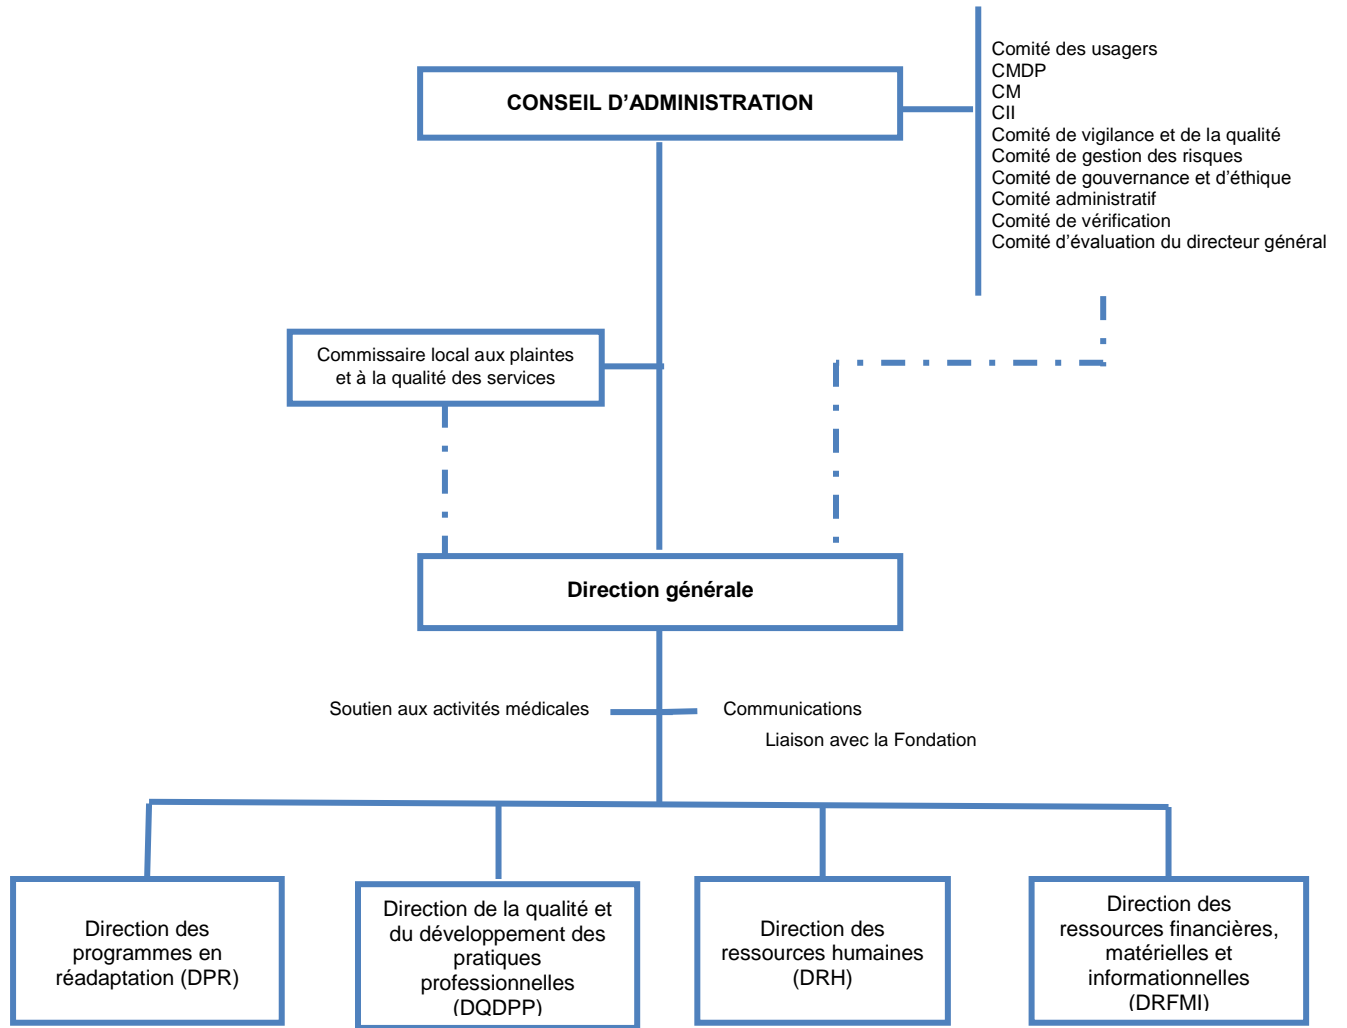 CONSEIL D’ADMINISTRATION
Comité des usagers
CMDP
CM
CII
Comité de vigilance et de la qualité
Comité de gestion des risques
Comité de gouvernance et d’éthique
Comité administratif
Comité de vérification
Comité d’évaluation du directeur général
Commissaire local aux plaintes
et à la qualité des services
Direction générale
Soutien aux activités médicales
Communications
Liaison avec la Fondation
Direction des
programmes en
réadaptation (DPR)
Direction de la qualité et
du développement des
pratiques
professionnelles
(DQDPP)
Direction des
ressources humaines
(DRH)
Direction des
ressources financières,
matérielles et
informationnelles
(DRFMI)